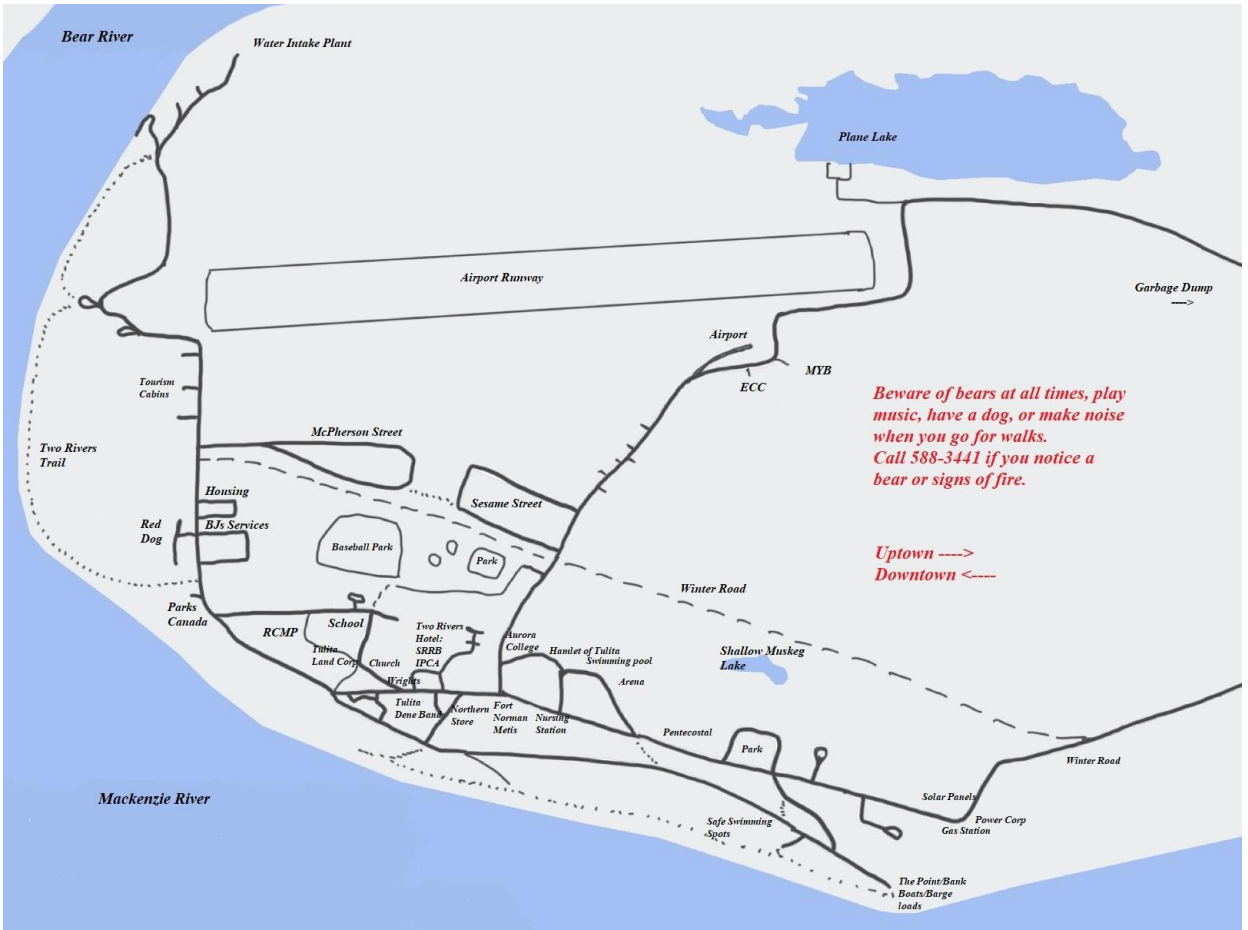 Bear River
Water Intake Plant
Plane Lake
Airport Runway
Garbage Dump
---->
Airport
MYB
ECC
Tourism
Cabins
Beware of bears at all times, play
music, have a dog, or make noise
when you go for walks.
Call 588-3441 if you notice a
bear or signs of fire.
McPherson Street
Two Rivers
Trail
Housing
Sesame Street
Red
Dog
BJs Services
Baseball Park
Park
Uptown ---->
Downtown <----
Winter Road
Parks
Canada
RCMP
School
Two Rivers
Hotel:
SRRB
IPCA
Aurora
College
Tulita
Land Corp
Church
Wrights
Hamlet of Tulita
Swimming pool
Arena
Shallow Muskeg
Lake
Tulita
Dene Band
Northern
Store
Fort
Norman
Metis
Nursing
Station
Pentecostal
Park
Winter Road
Mackenzie River
Solar Panels
Power Corp
Gas Station
Safe Swimming
Spots
The Point/Bank
Boats/Barge
loads